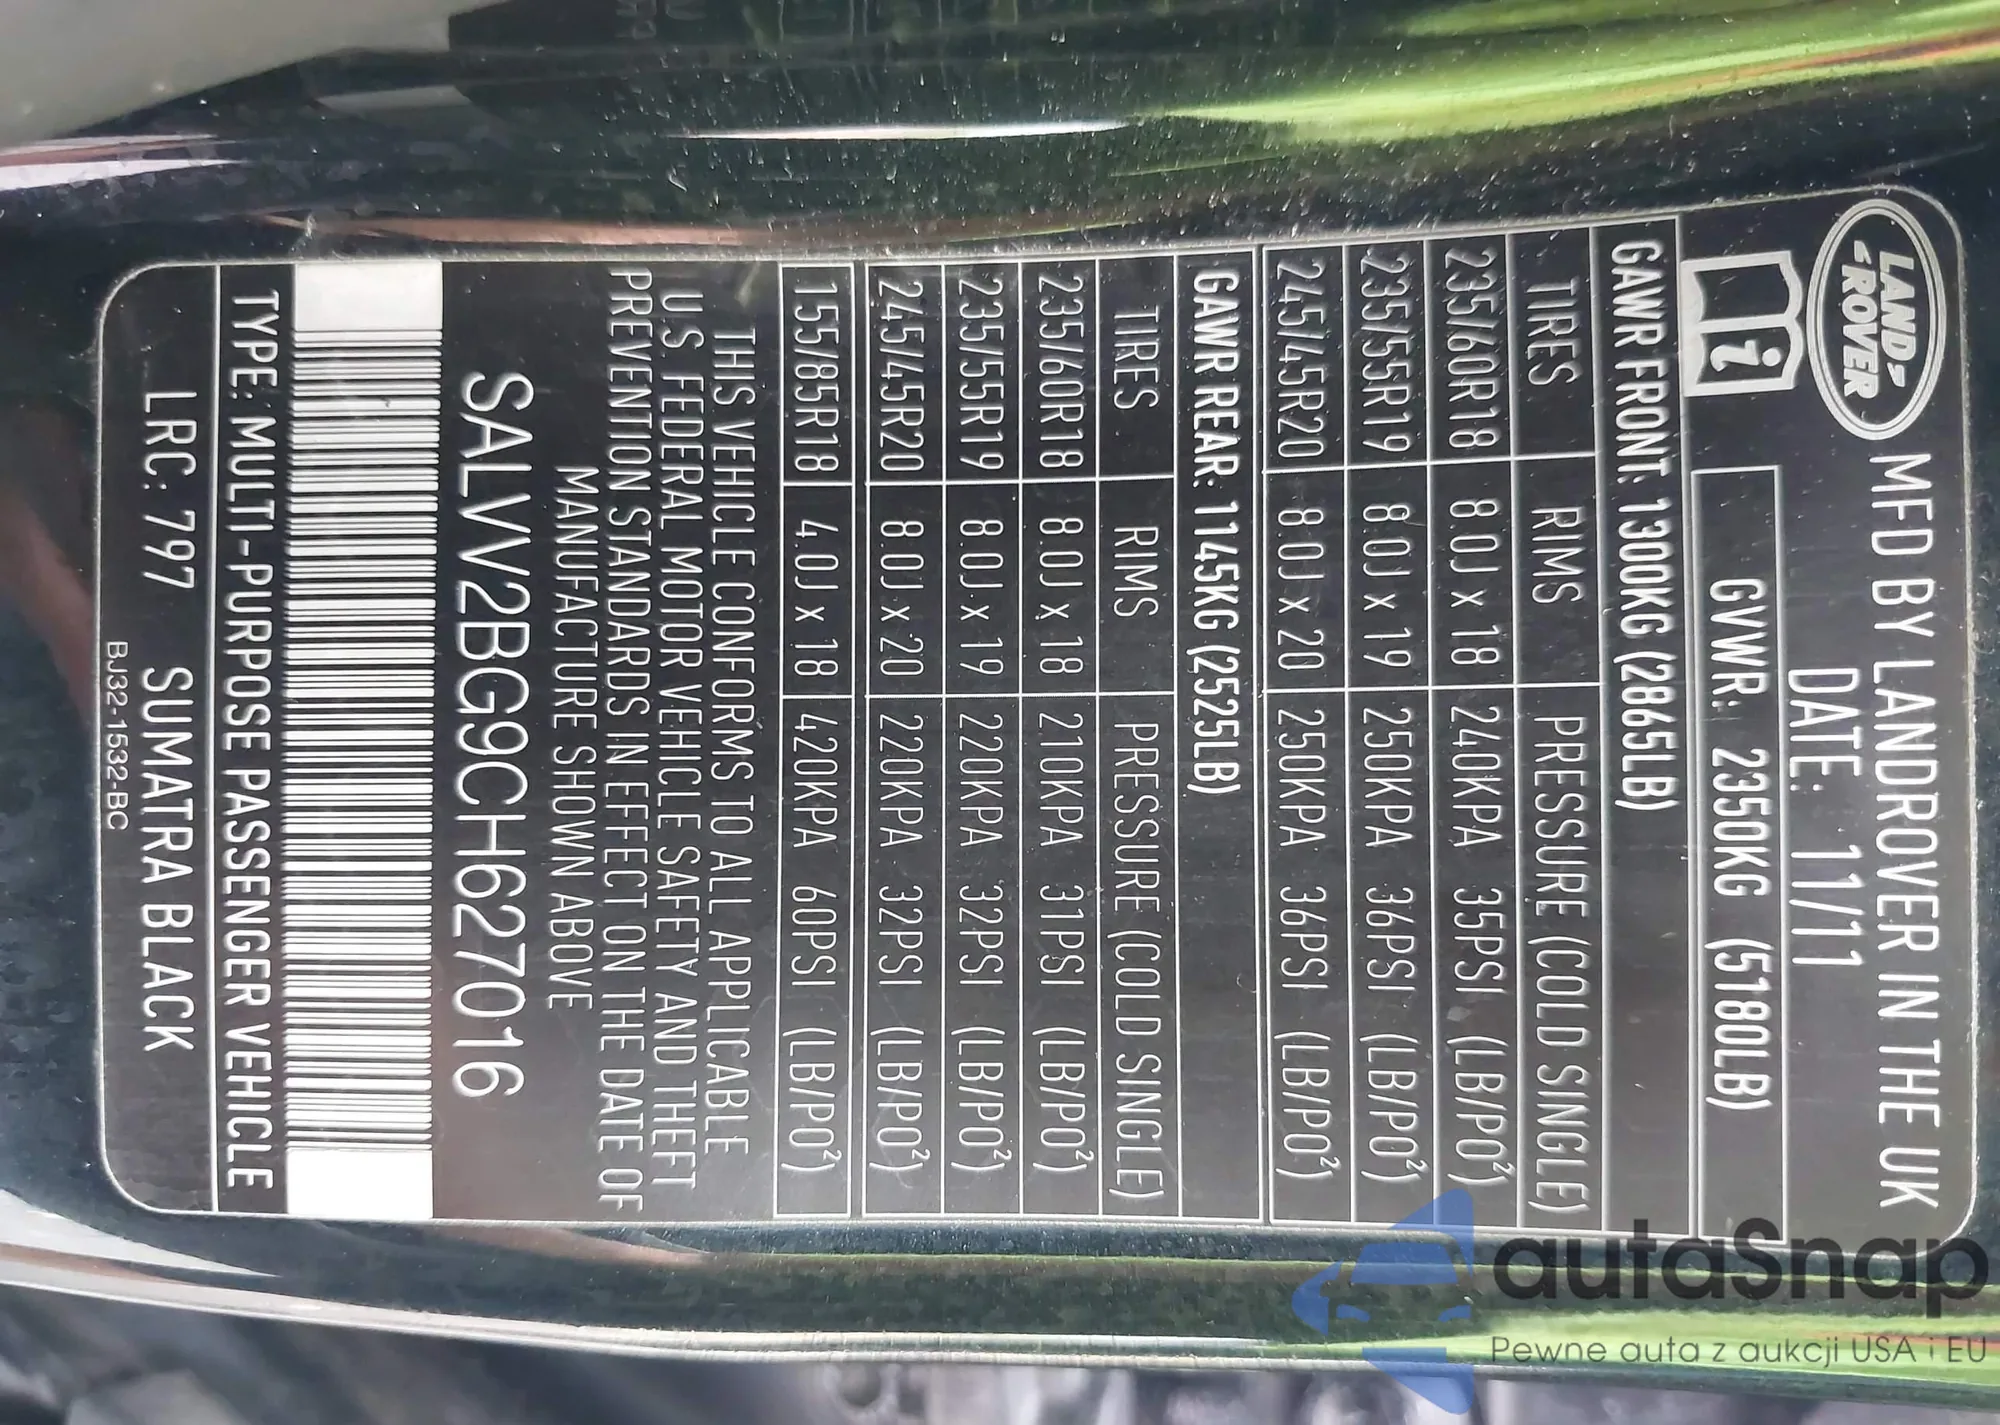 LAND ROVER
MFD BY LANDROVER IN THE UK
DATE: 11/11
i
GVWR: 2350KG (5180LB)
GAWR FRONT: 1300KG (2865LB)
TIRES RIMS PRESSURE (COLD SINGLE)
235/60R18 8.0J x 18 240KPA 35PSI (LB/PO²)
235/55R19 8.0J x 19 250KPA 36PSI (LB/PO²)
245/45R20 8.0J x 20 250KPA 36PSI (LB/PO²)
GAWR REAR: 1145KG (2525LB)
TIRES RIMS PRESSURE (COLD SINGLE)
235/60R18 8.0J x 18 210KPA 31PSI (LB/PO²)
235/55R19 8.0J x 19 220KPA 32PSI (LB/PO²)
245/45R20 8.0J x 20 220KPA 32PSI (LB/PO²)
155/85R18 4.0J x 18 420KPA 60PSI (LB/PO²)
THIS VEHICLE CONFORMS TO ALL APPLICABLE
U.S. FEDERAL MOTOR VEHICLE SAFETY AND THEFT
PREVENTION STANDARDS IN EFFECT ON THE DATE OF
MANUFACTURE SHOWN ABOVE
SALVV2BG9CH627016
TYPE: MULTI-PURPOSE PASSENGER VEHICLE
LRC: 797 SUMATRA BLACK
BJ32-1532-BC
autaSnap
Pewne auta z aukcji USA i EU